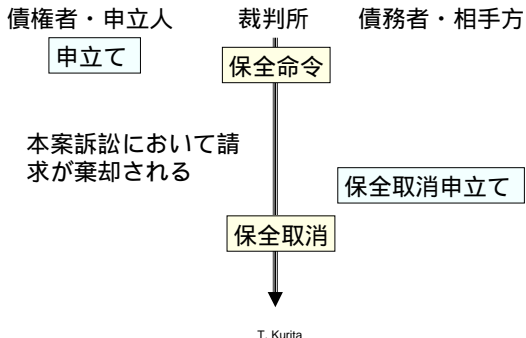 債権者・申立人
裁判所
債務者・相手方
申立て
保全命令
本案訴訟において請
求が棄却される
保全取消申立て
保全取消
T. Kurita